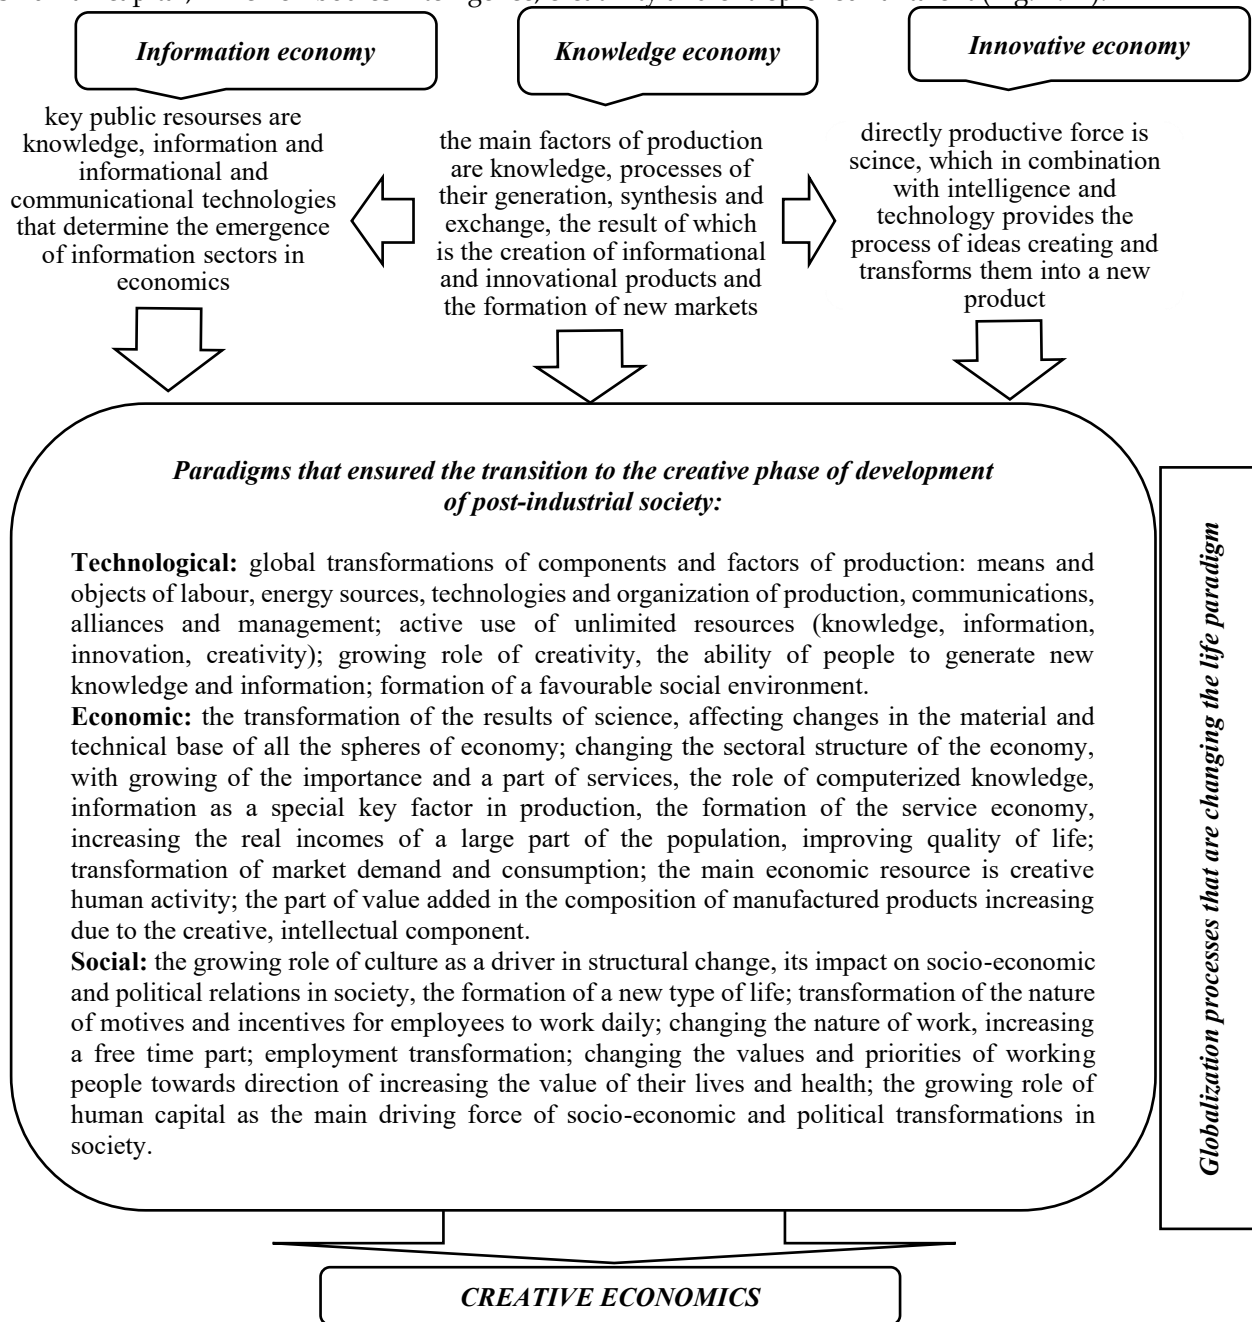 Information economy
Knowledge economy
Innovative economy
key public resourses are
knowledge, information and
informational and
communicational technologies
that determine the emergence
of information sectors in
economics
the main factors of production
are knowledge, processes of
their generation, synthesis and
exchange, the result of which
is the creation of informational
and innovational products and
the formation of new markets
directly productive force is
scince, which in combination
with intelligence and
technology provides the
process of ideas creating and
transforms them into a new
product
Paradigms that ensured the transition to the creative phase of development
of post-industrial society:
Technological: global transformations of components and factors of production: means and
objects of labour, energy sources, technologies and organization of production, communications,
alliances and management; active use of unlimited resources (knowledge, information,
innovation, creativity); growing role of creativity, the ability of people to generate new
knowledge and information; formation of a favourable social environment.
Economic: the transformation of the results of science, affecting changes in the material and
technical base of all the spheres of economy; changing the sectoral structure of the economy,
with growing of the importance and a part of services, the role of computerized knowledge,
information as a special key factor in production, the formation of the service economy,
increasing the real incomes of a large part of the population, improving quality of life;
transformation of market demand and consumption; the main economic resource is creative
human activity; the part of value added in the composition of manufactured products increasing
due to the creative, intellectual component.
Social: the growing role of culture as a driver in structural change, its impact on socio-economic
and political relations in society, the formation of a new type of life; transformation of the nature
of motives and incentives for employees to work daily; changing the nature of work, increasing
a free time part; employment transformation; changing the values and priorities of working
people towards direction of increasing the value of their lives and health; the growing role of
human capital as the main driving force of socio-economic and political transformations in
society.
Globalization processes that are changing the life paradigm
CREATIVE ECONOMICS